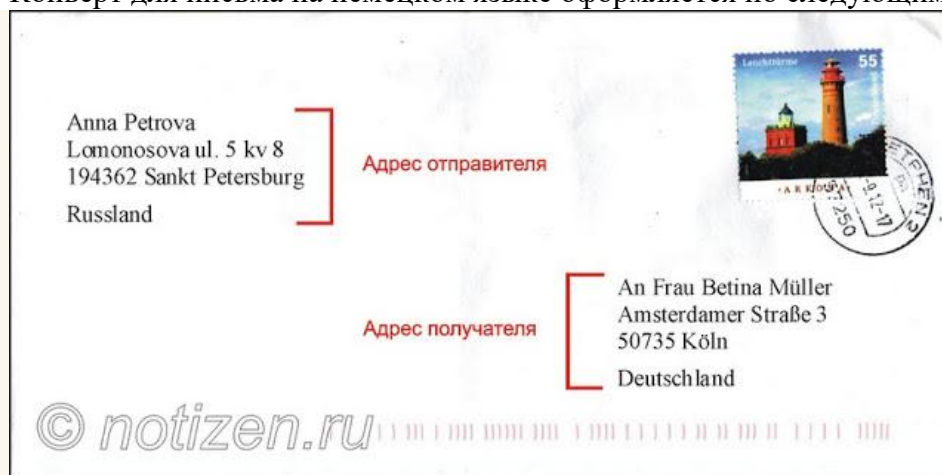 Конверт для письма на немецком языке оформляется по следующим
Leuchttürme 55
Anna Petrova
Lomonosova ul. 5 kv 8
194362 Sankt Petersburg
Russland
Адрес отправителя
ARKONA
An Frau Betina Müller
Amsterdamer Straße 3
50735 Köln
Deutschland
Адрес получателя
© notizen.ru